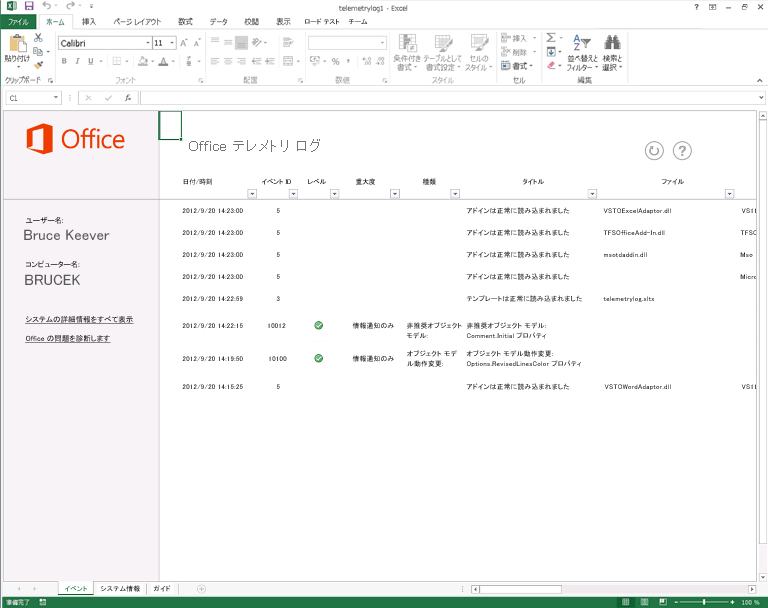 telemetrylog1 - Excel
ファイル ホーム 挿入 ページ レイアウト 数式 データ 校閲 表示 ロード テスト チーム
貼り付け
Calibri 11
B I U
条件付き書式
テーブルとして書式設定
セルのスタイル
挿入
削除
書式
並べ替えとフィルター
検索と選択
クリップボード フォント 配置 数値 スタイル セル 編集
C1 fx
Office
Office テレメトリ ログ
日付/時刻 イベント ID レベル 重大度 種類 タイトル ファイル
ユーザー名:
Bruce Keever
コンピューター名:
BRUCEK
システムの詳細情報をすべて表示
Office の問題を診断します
2012/9/20 14:23:00 5 アドインは正常に読み込まれました VSTOExcelAdaptor.dll VS11
2012/9/20 14:23:00 5 アドインは正常に読み込まれました TFSOfficeAdd-In.dll TFSO
2012/9/20 14:23:00 5 アドインは正常に読み込まれました msotdaddin.dll Mso
2012/9/20 14:23:00 5 アドインは正常に読み込まれました Micro
2012/9/20 14:22:59 3 テンプレートは正常に読み込まれました telemetrylog.xltx
2012/9/20 14:22:15 10012 情報通知のみ 非推奨オブジェクト モデル: 非推奨オブジェクト モデル: Comment.Initial プロパティ
2012/9/20 14:19:50 10100 情報通知のみ オブジェクト モデル動作変更: オブジェクト モデル動作変更: Options.RevisedLinesColor プロパティ
2012/9/20 14:15:25 5 アドインは正常に読み込まれました VSTOWordAdaptor.dll VS11
イベント システム情報 ガイド
準備完了 100 %